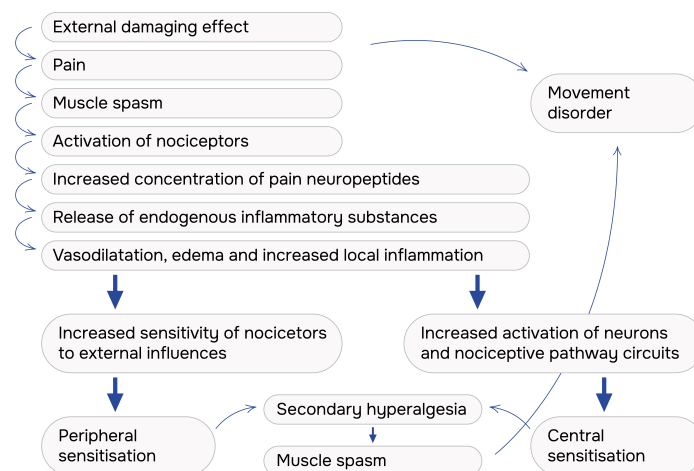 External damaging effect
Pain
Muscle spasm
Activation of nociceptors
Increased concentration of pain neuropeptides
Release of endogenous inflammatory substances
Vasodilatation, edema and increased local inflammation
Movement
disorder
Increased sensitivity of nocicetors
to external influences
Increased activation of neurons
and nociceptive pathway circuits
Peripheral
sensitisation
Secondary hyperalgesia
Muscle spasm
Central
sensitisation